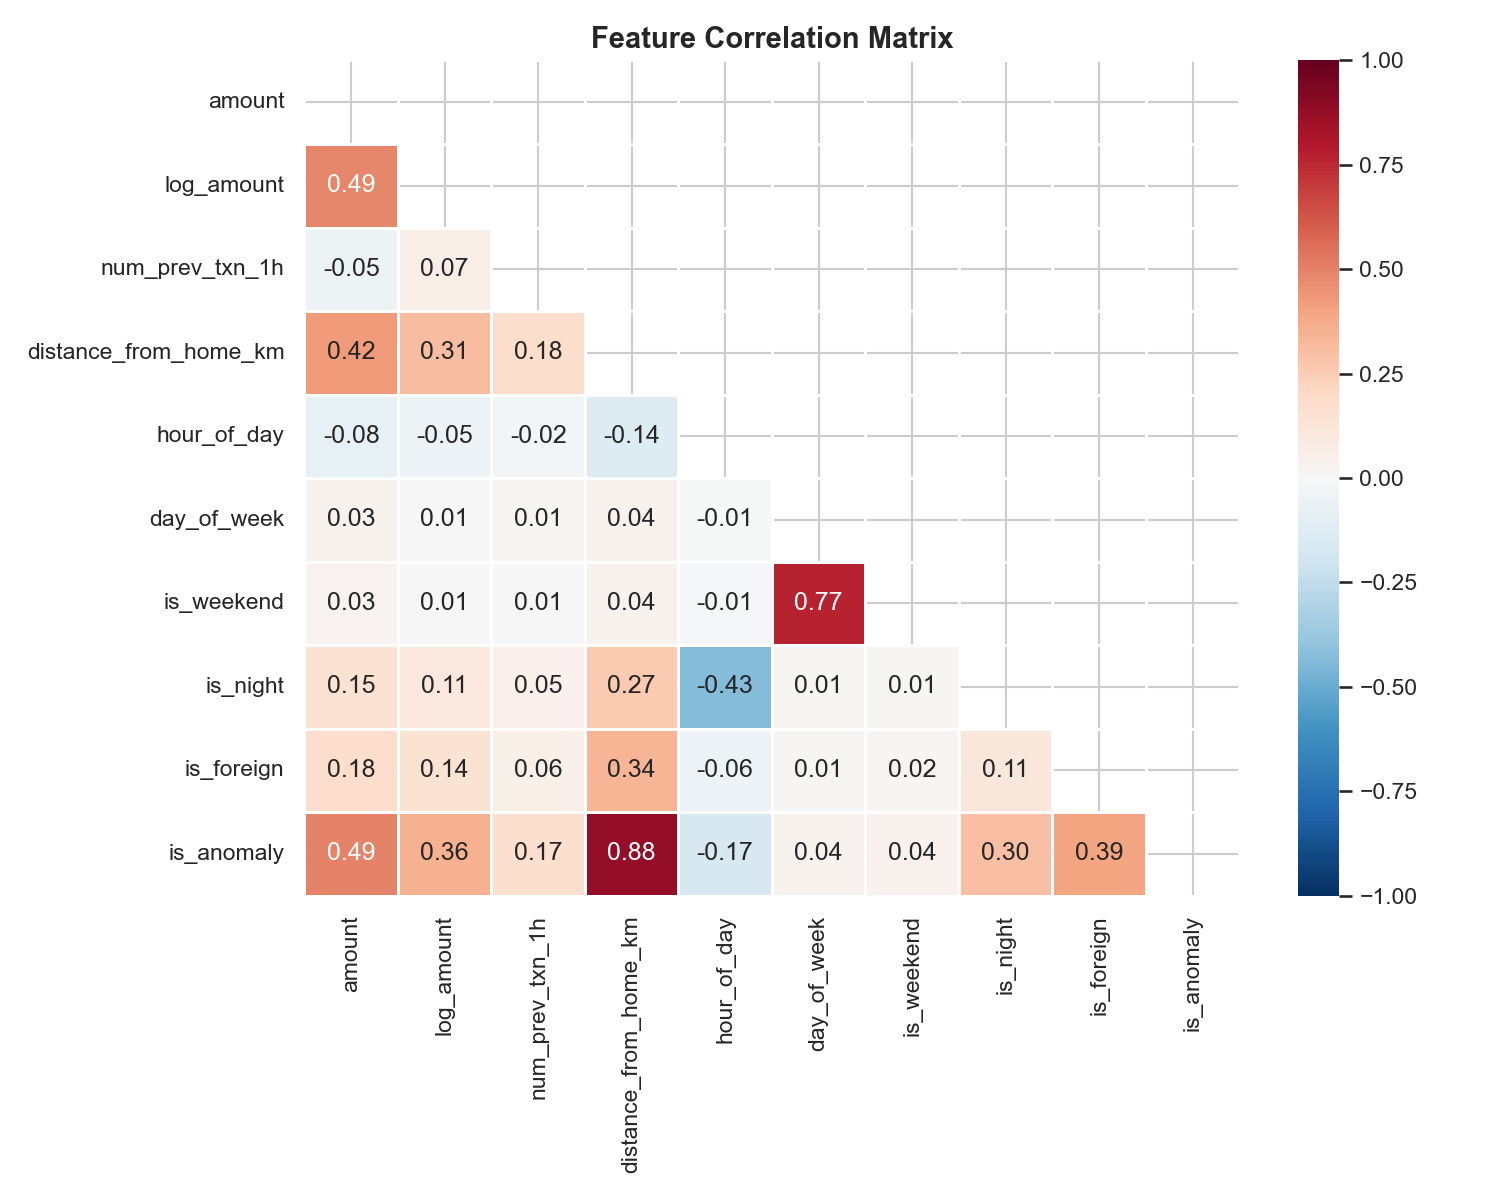 Feature Correlation Matrix
amount
log_amount 0.49
num_prev_txn_1h -0.05 0.07
distance_from_home_km 0.42 0.31 0.18
hour_of_day -0.08 -0.05 -0.02 -0.14
day_of_week 0.03 0.01 0.01 0.04 -0.01
is_weekend 0.03 0.01 0.01 0.04 -0.01 0.77
is_night 0.15 0.11 0.05 0.27 -0.43 0.01 0.01
is_foreign 0.18 0.14 0.06 0.34 -0.06 0.01 0.02 0.11
is_anomaly 0.49 0.36 0.17 0.88 -0.17 0.04 0.04 0.30 0.39
amount
log_amount
num_prev_txn_1h
distance_from_home_km
hour_of_day
day_of_week
is_weekend
is_night
is_foreign
is_anomaly
1.00
0.75
0.50
0.25
0.00
−0.25
−0.50
−0.75
−1.00